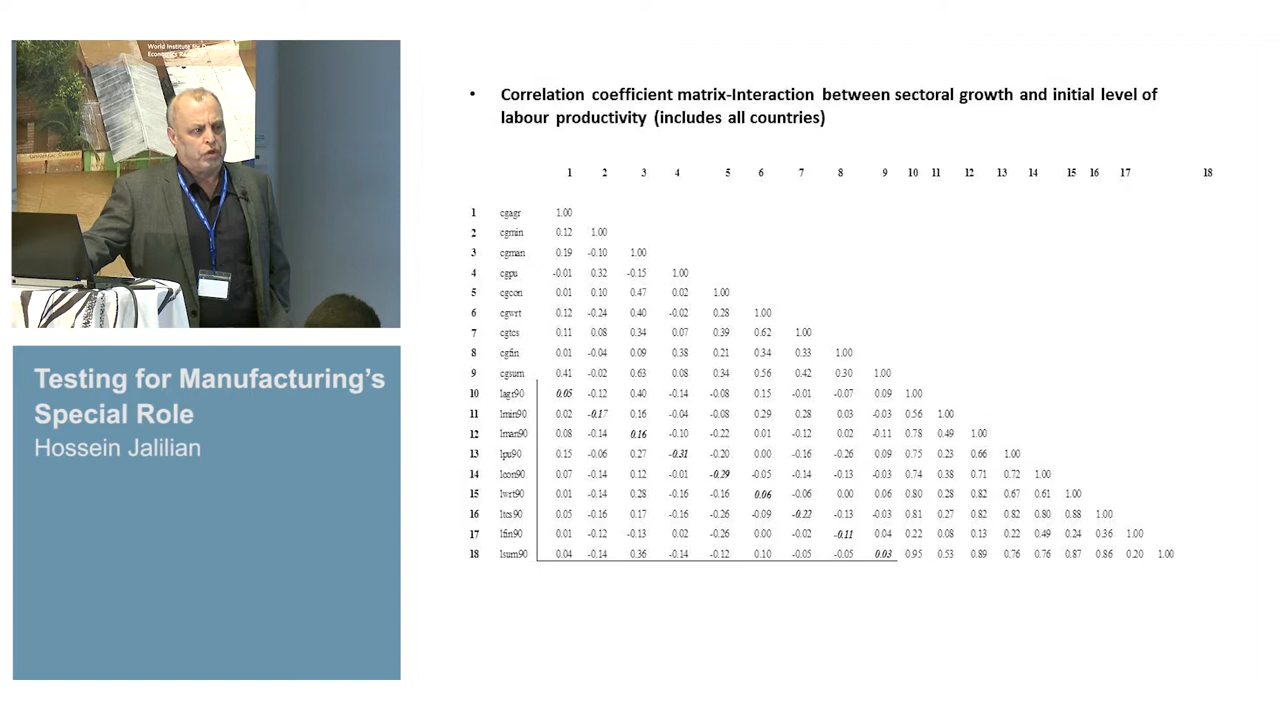 World Institute for
Economics
Testing for Manufacturing's
Special Role
Hossein Jalilian
• Correlation coefficient matrix-Interaction between sectoral growth and initial level of
labour productivity (includes all countries)
1 2 3 4 5 6 7 8 9 10 11 12 13 14 15 16 17 18
1 cgagr 1.00
2 cgmin 0.12 1.00
3 cgman 0.19 -0.10 1.00
4 cgpu -0.01 0.32 -0.15 1.00
5 cgcon 0.01 0.10 0.47 0.02 1.00
6 cgwrt 0.12 -0.24 0.40 -0.02 0.28 1.00
7 cgtcs 0.11 0.08 0.34 0.07 0.39 0.62 1.00
8 cgfin 0.01 -0.04 0.09 0.38 0.21 0.34 0.33 1.00
9 cgsum 0.41 -0.02 0.63 0.08 0.34 0.56 0.42 0.30 1.00
10 lagr90 0.05 -0.12 0.40 -0.14 -0.08 0.15 -0.01 -0.07 0.09 1.00
11 lmin90 0.02 -0.17 0.16 -0.04 -0.08 0.29 0.28 0.03 -0.03 0.56 1.00
12 lman90 0.08 -0.14 0.16 -0.10 -0.22 0.01 -0.12 0.02 -0.11 0.78 0.49 1.00
13 lpu90 0.15 -0.06 0.27 -0.31 -0.20 0.00 -0.16 -0.26 0.09 0.75 0.23 0.66 1.00
14 lcon90 0.07 -0.14 0.12 -0.01 -0.29 -0.05 -0.14 -0.13 -0.03 0.74 0.38 0.71 0.72 1.00
15 lwrt90 0.01 -0.14 0.28 -0.16 -0.16 0.06 -0.06 0.00 0.06 0.80 0.28 0.82 0.67 0.61 1.00
16 ltcs90 0.05 -0.16 0.17 -0.16 -0.26 -0.09 -0.22 -0.13 -0.03 0.81 0.27 0.82 0.82 0.80 0.88 1.00
17 lfin90 0.01 -0.12 -0.13 0.02 -0.26 0.00 -0.02 -0.11 0.04 0.22 0.08 0.13 0.22 0.49 0.24 0.36 1.00
18 lsum90 0.04 -0.14 0.36 -0.14 -0.12 0.10 -0.05 -0.05 0.03 0.95 0.53 0.89 0.76 0.76 0.87 0.86 0.20 1.00